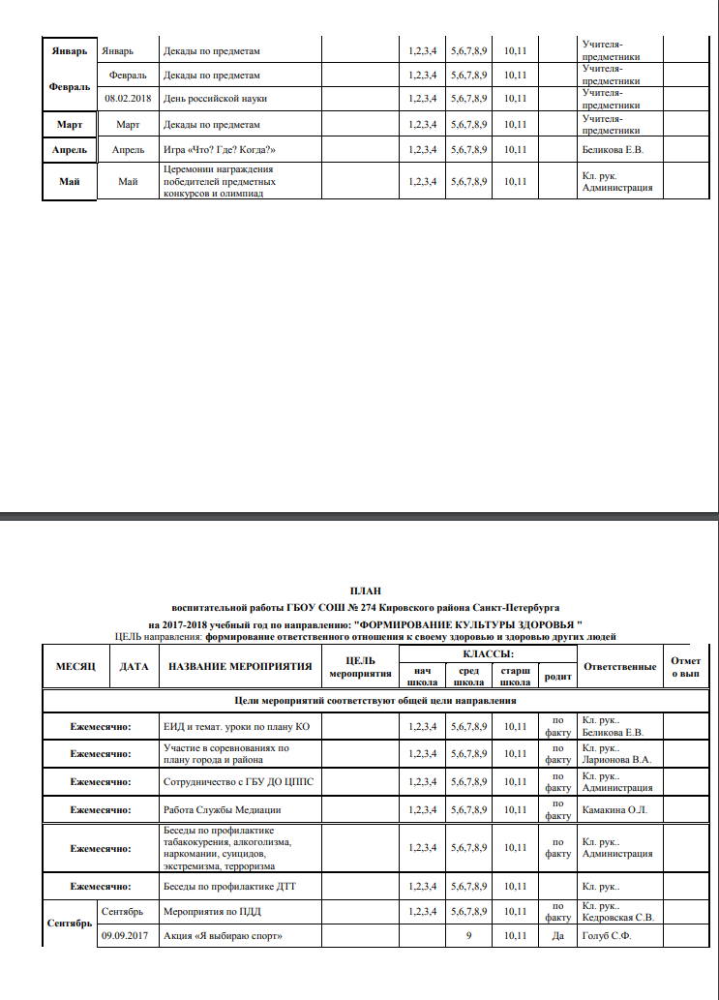 Январь Январь Декады по предметам 1,2,3,4 5,6,7,8,9 10,11 Учителя-
предметники
Февраль Февраль Декады по предметам 1,2,3,4 5,6,7,8,9 10,11 Учителя-
предметники
08.02.2018 День российской науки 1,2,3,4 5,6,7,8,9 10,11 Учителя-
предметники
Март Март Декады по предметам 1,2,3,4 5,6,7,8,9 10,11 Учителя-
предметники
Апрель Апрель Игра «Что? Где? Когда?» 1,2,3,4 5,6,7,8,9 10,11 Беликова Е.В.
Май Май Церемонии награждения
победителей предметных
конкурсов и олимпиад 1,2,3,4 5,6,7,8,9 10,11 Кл. рук.
Администрация
ПЛАН
воспитательной работы ГБОУ СОШ № 274 Кировского района Санкт-Петербурга
на 2017-2018 учебный год по направлению: "ФОРМИРОВАНИЕ КУЛЬТУРЫ ЗДОРОВЬЯ "
ЦЕЛЬ направления: формирование ответственного отношения к своему здоровью и здоровью других людей
МЕСЯЦ ДАТА НАЗВАНИЕ МЕРОПРИЯТИЯ ЦЕЛЬ
мероприятия КЛАССЫ:
нач
школа сред
школа старш
школа родит Ответственные Отмет
о вып
Цели мероприятий соответствуют общей цели направления
Ежемесячно: ЕИД и темат. уроки по плану КО 1,2,3,4 5,6,7,8,9 10,11 по
факту Кл. рук..
Беликова Е.В.
Ежемесячно: Участие в соревнованиях по
плану города и района 1,2,3,4 5,6,7,8,9 10,11 по
факту Кл. рук..
Ларионова В.А.
Ежемесячно: Сотрудничество с ГБУ ДО ЦППС 1,2,3,4 5,6,7,8,9 10,11 по
факту Кл. рук..
Администрация
Ежемесячно: Работа Службы Медиации 1,2,3,4 5,6,7,8,9 10,11 по
факту Камакина О.Л.
Ежемесячно: Беседы по профилактике
табакокурения, алкоголизма,
наркомании, суицидов,
экстремизма, терроризма 1,2,3,4 5,6,7,8,9 10,11 по
факту Кл. рук..
Администрация
Ежемесячно: Беседы по профилактике ДТТ 1,2,3,4 5,6,7,8,9 10,11 Кл. рук..
Сентябрь Сентябрь Мероприятия по ПДД 1,2,3,4 5,6,7,8,9 10,11 по
факту Кл. рук..
Кедровская С.В.
09.09.2017 Акция «Я выбираю спорт» 9 10,11 Да Голуб С.Ф.